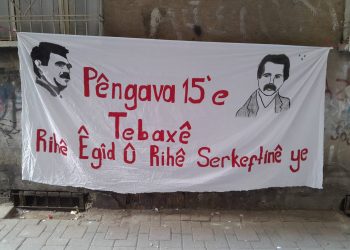 Pêngava 15'e
Tebaxê
Rihê Êgîd Û Rihê Serkeftinê ye